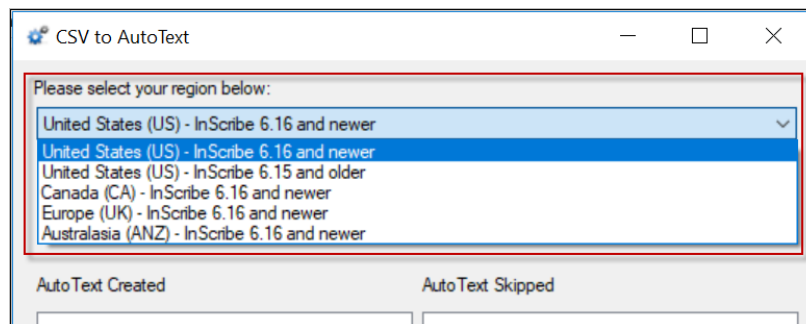 CSV to AutoText
Please select your region below:
United States (US) - InScribe 6.16 and newer
United States (US) - InScribe 6.16 and newer
United States (US) - InScribe 6.15 and older
Canada (CA) - InScribe 6.16 and newer
Europe (UK) - InScribe 6.16 and newer
Australasia (ANZ) - InScribe 6.16 and newer
AutoText Created AutoText Skipped